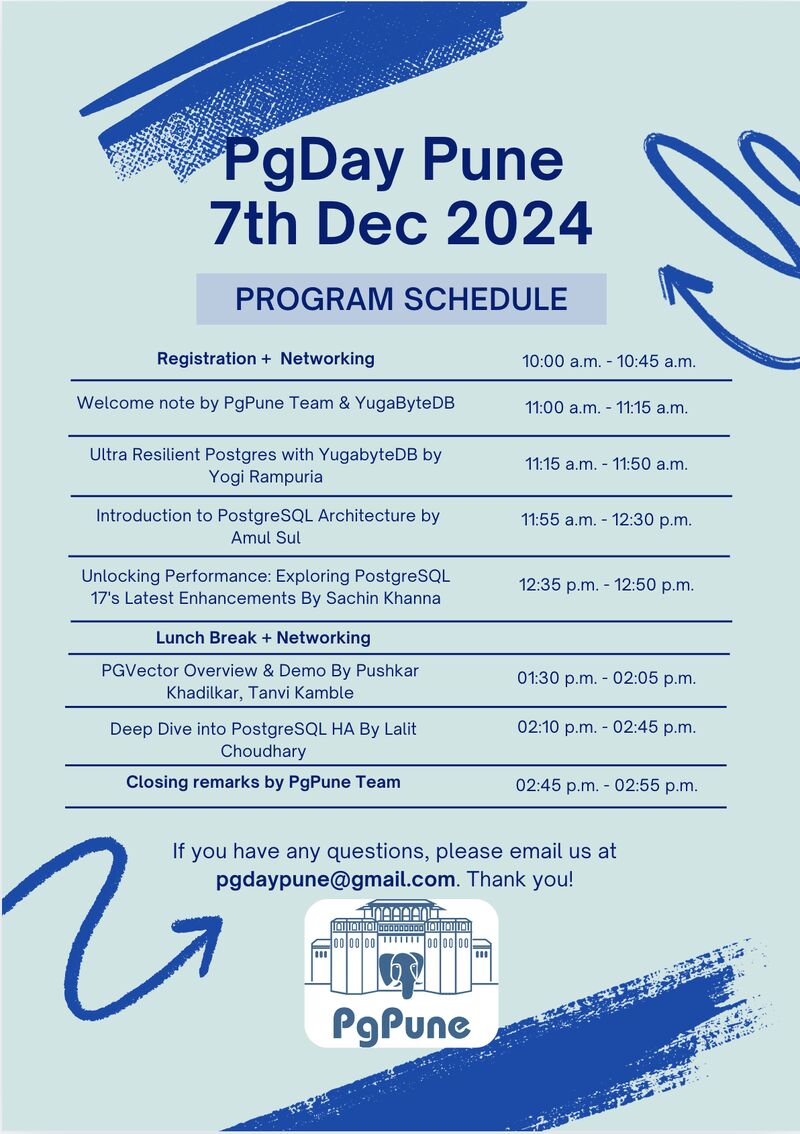 PgDay Pune
7th Dec 2024
PROGRAM SCHEDULE
Registration + Networking
10:00 a.m. - 10:45 a.m.
Welcome note by PgPune Team & YugaByteDB
11:00 a.m. - 11:15 a.m.
Ultra Resilient Postgres with YugabyteDB by
Yogi Rampuria
11:15 a.m. - 11:50 a.m.
Introduction to PostgreSQL Architecture by
Amul Sul
11:55 a.m. - 12:30 p.m.
Unlocking Performance: Exploring PostgreSQL
17's Latest Enhancements By Sachin Khanna
12:35 p.m. - 12:50 p.m.
Lunch Break + Networking
PGVector Overview & Demo By Pushkar
Khadilkar, Tanvi Kamble
01:30 p.m. - 02:05 p.m.
Deep Dive into PostgreSQL HA By Lalit
Choudhary
02:10 p.m. - 02:45 p.m.
Closing remarks by PgPune Team
02:45 p.m. - 02:55 p.m.
If you have any questions, please email us at
pgdaypune@gmail.com. Thank you!
PgPune